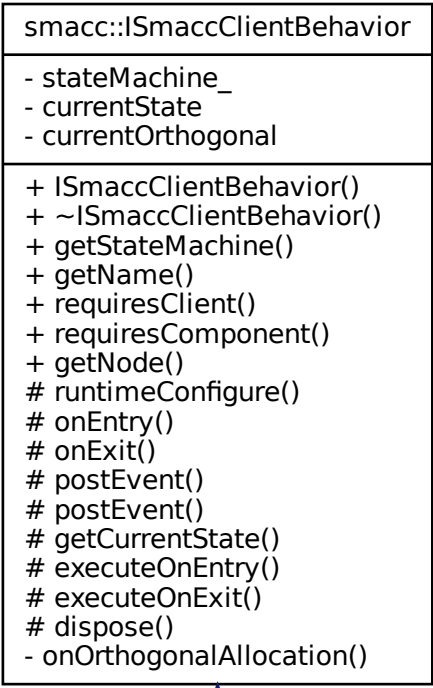 smacc::ISmaccClientBehavior
- stateMachine_
- currentState
- currentOrthogonal
+ ISmaccClientBehavior()
+ ~ISmaccClientBehavior()
+ getStateMachine()
+ getName()
+ requiresClient()
+ requiresComponent()
+ getNode()
# runtimeConfigure()
# onEntry()
# onExit()
# postEvent()
# postEvent()
# getCurrentState()
# executeOnEntry()
# executeOnExit()
# dispose()
- onOrthogonalAllocation()